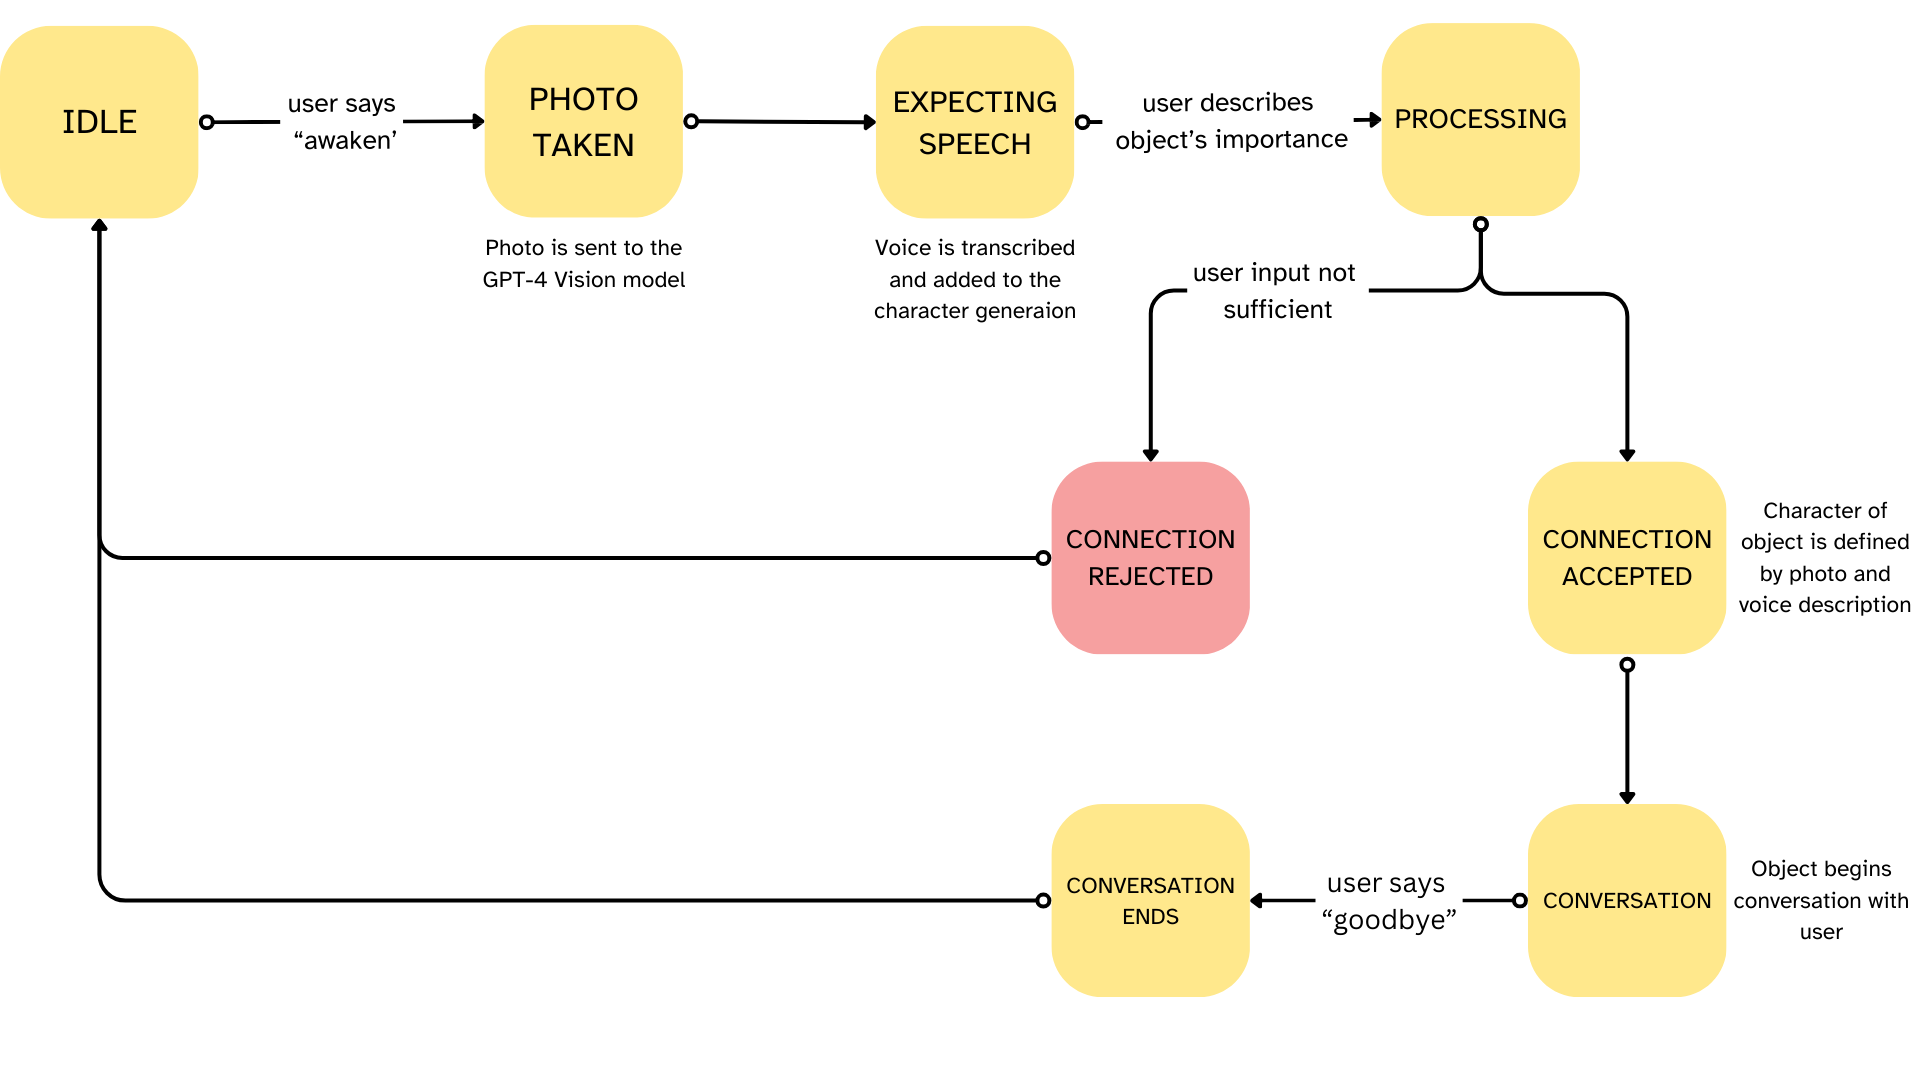 IDLE
user says
“awaken’
PHOTO
TAKEN
EXPECTING
SPEECH
user describes
object’s importance
PROCESSING
Photo is sent to the
GPT-4 Vision model
Voice is transcribed
and added to the
character generaion
user input not
sufficient
CONNECTION
REJECTED
CONNECTION
ACCEPTED
Character of
object is defined
by photo and
voice description
CONVERSATION
ENDS
user says
“goodbye”
CONVERSATION
Object begins
conversation with
user